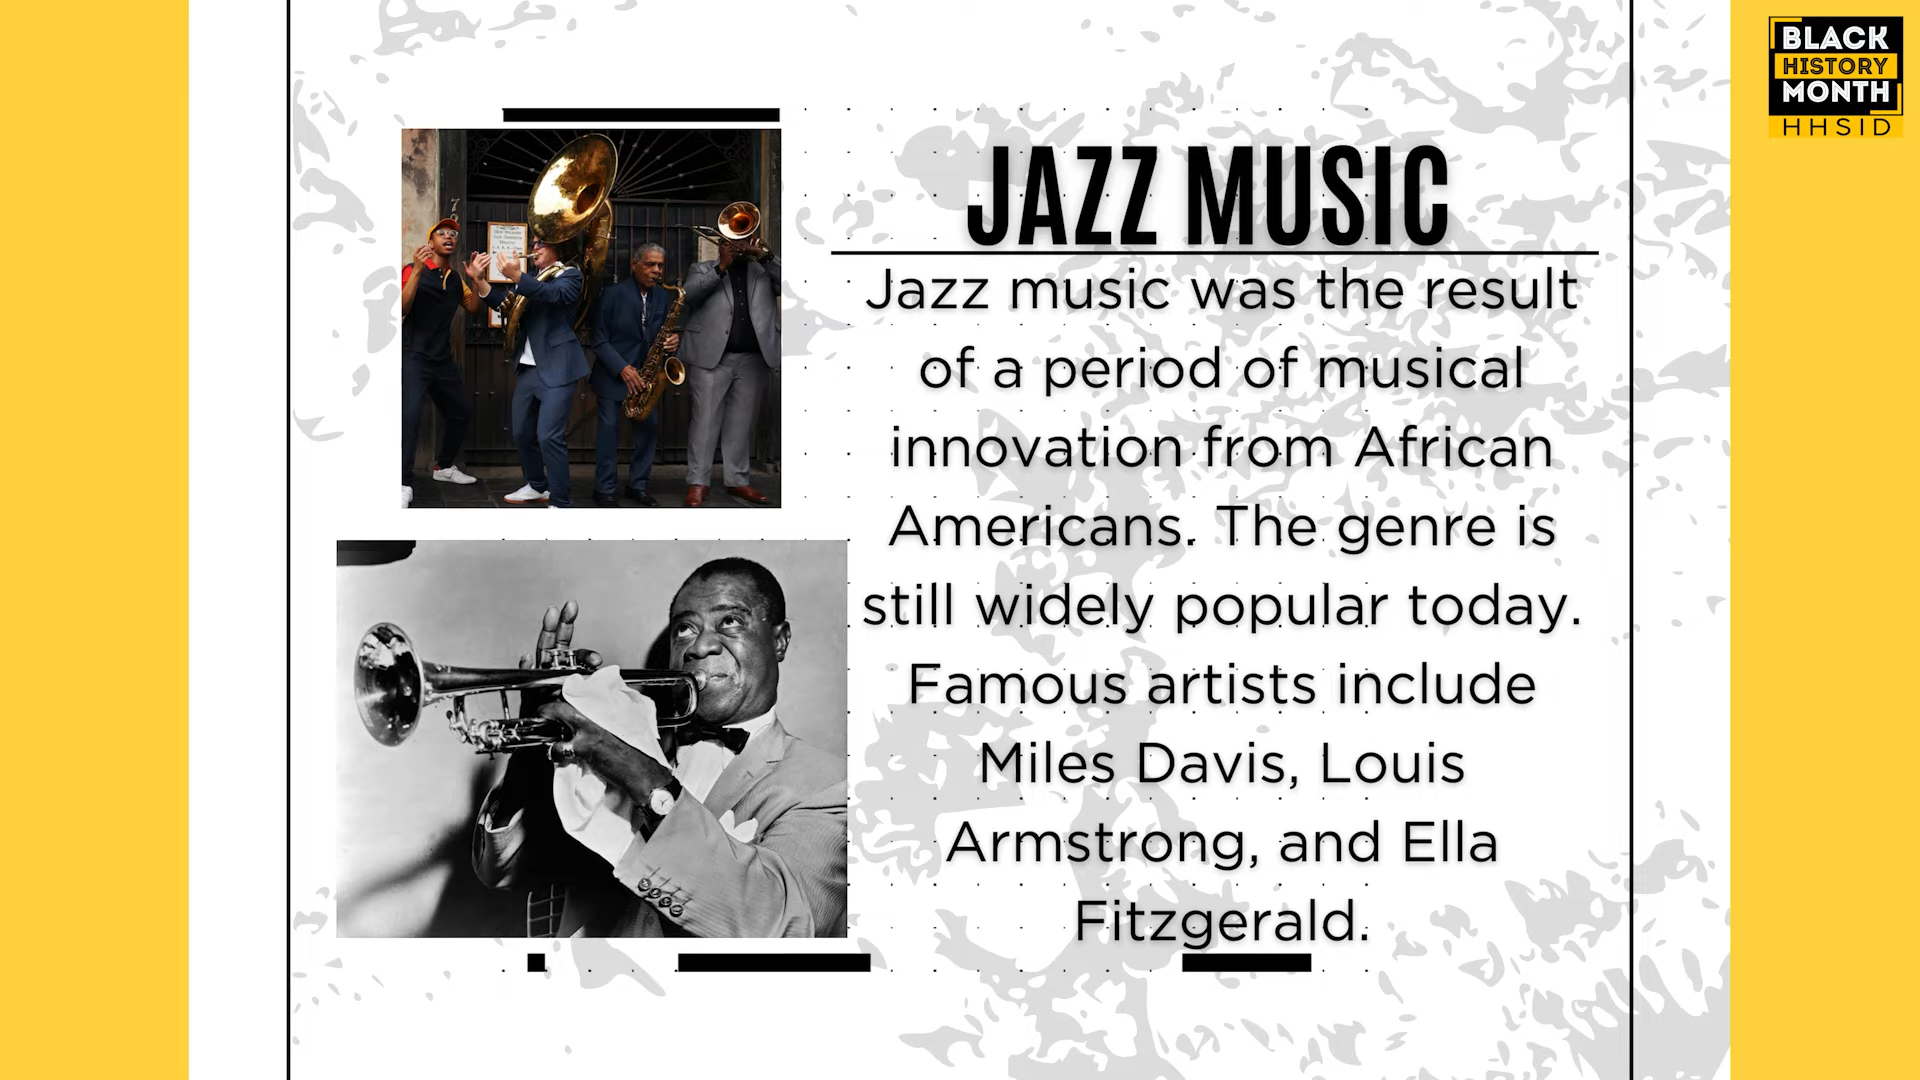 BLACK
HISTORY
MONTH
HHSID
JAZZ MUSIC
Jazz music was the result
of a period of musical
innovation from African
Americans. The genre is
still widely popular today.
Famous artists include
Miles Davis, Louis
Armstrong, and Ella
Fitzgerald.